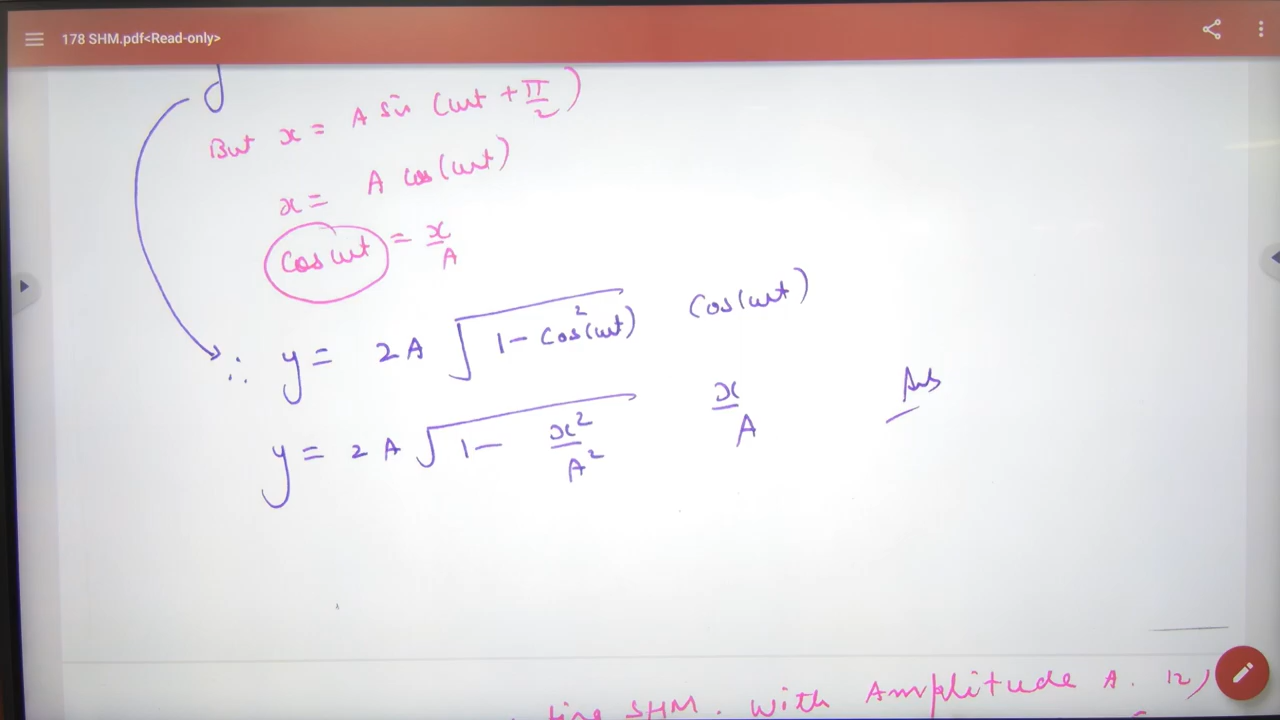 178 SHM.pdf<Read-only>
But x = A sin (ωt + π/2)
x = A cos(ωt)
cos ωt = x/A
∴ y = 2A √(1 - cos²(ωt)) cos(ωt)
y = 2A √(1 - x²/A²) x/A Ans
SHM. With Amplitude A. 12)